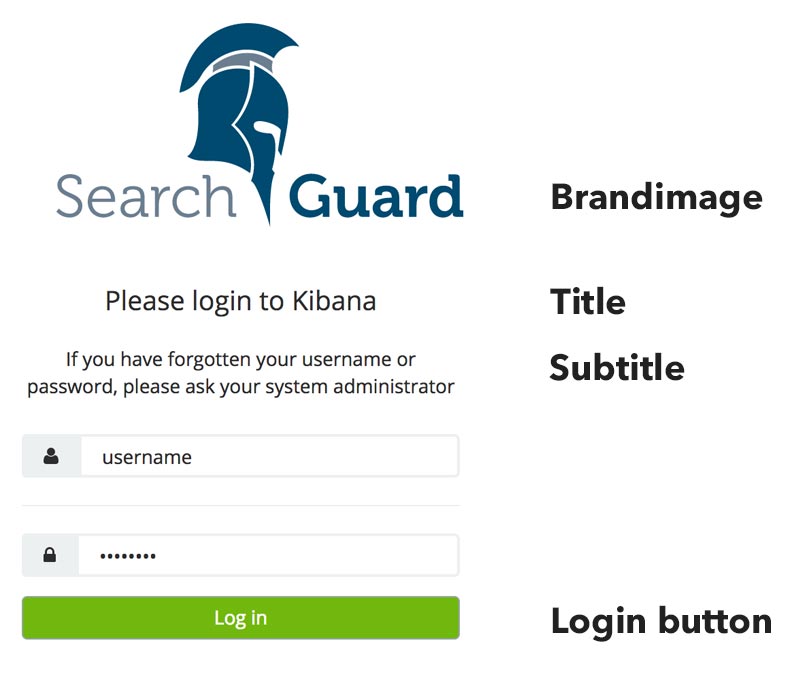 Search Guard
Brandimage
Please login to Kibana
Title
If you have forgotten your username or
password, please ask your system administrator
Subtitle
username
••••••••
Log in
Login button